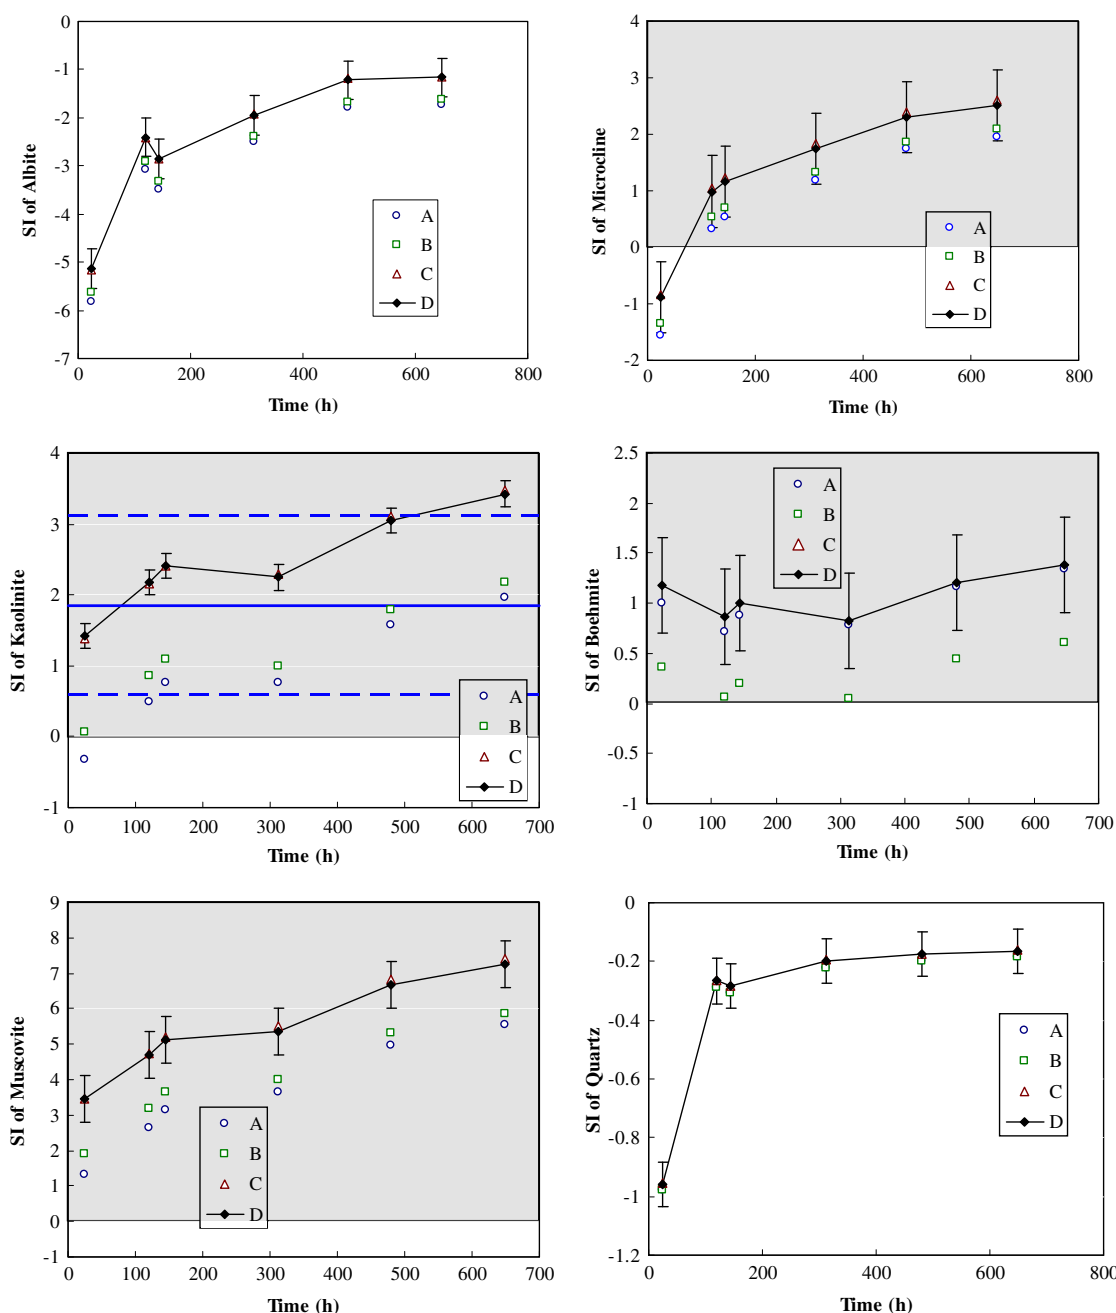 0
-1
-2
-3
-4
-5
-6
-7
SI of Albite
A
B
C
D
0 200 400 600 800
Time (h)
4
3
2
1
0
-1
-2
SI of Microcline
A
B
C
D
0 200 400 600 800
Time (h)
4
3
2
1
0
-1
SI of Kaolinite
A
B
C
D
0 100 200 300 400 500 600 700
Time (h)
2.5
2
1.5
1
0.5
0
-0.5
-1
SI of Boehmite
A
B
C
D
0 100 200 300 400 500 600 700
Time (h)
9
8
7
6
5
4
3
2
1
0
-1
SI of Muscovite
A
B
C
D
0 100 200 300 400 500 600 700
Time (h)
0
-0.2
-0.4
-0.6
-0.8
-1
-1.2
SI of Quartz
A
B
C
D
0 200 400 600 800
Time (h)